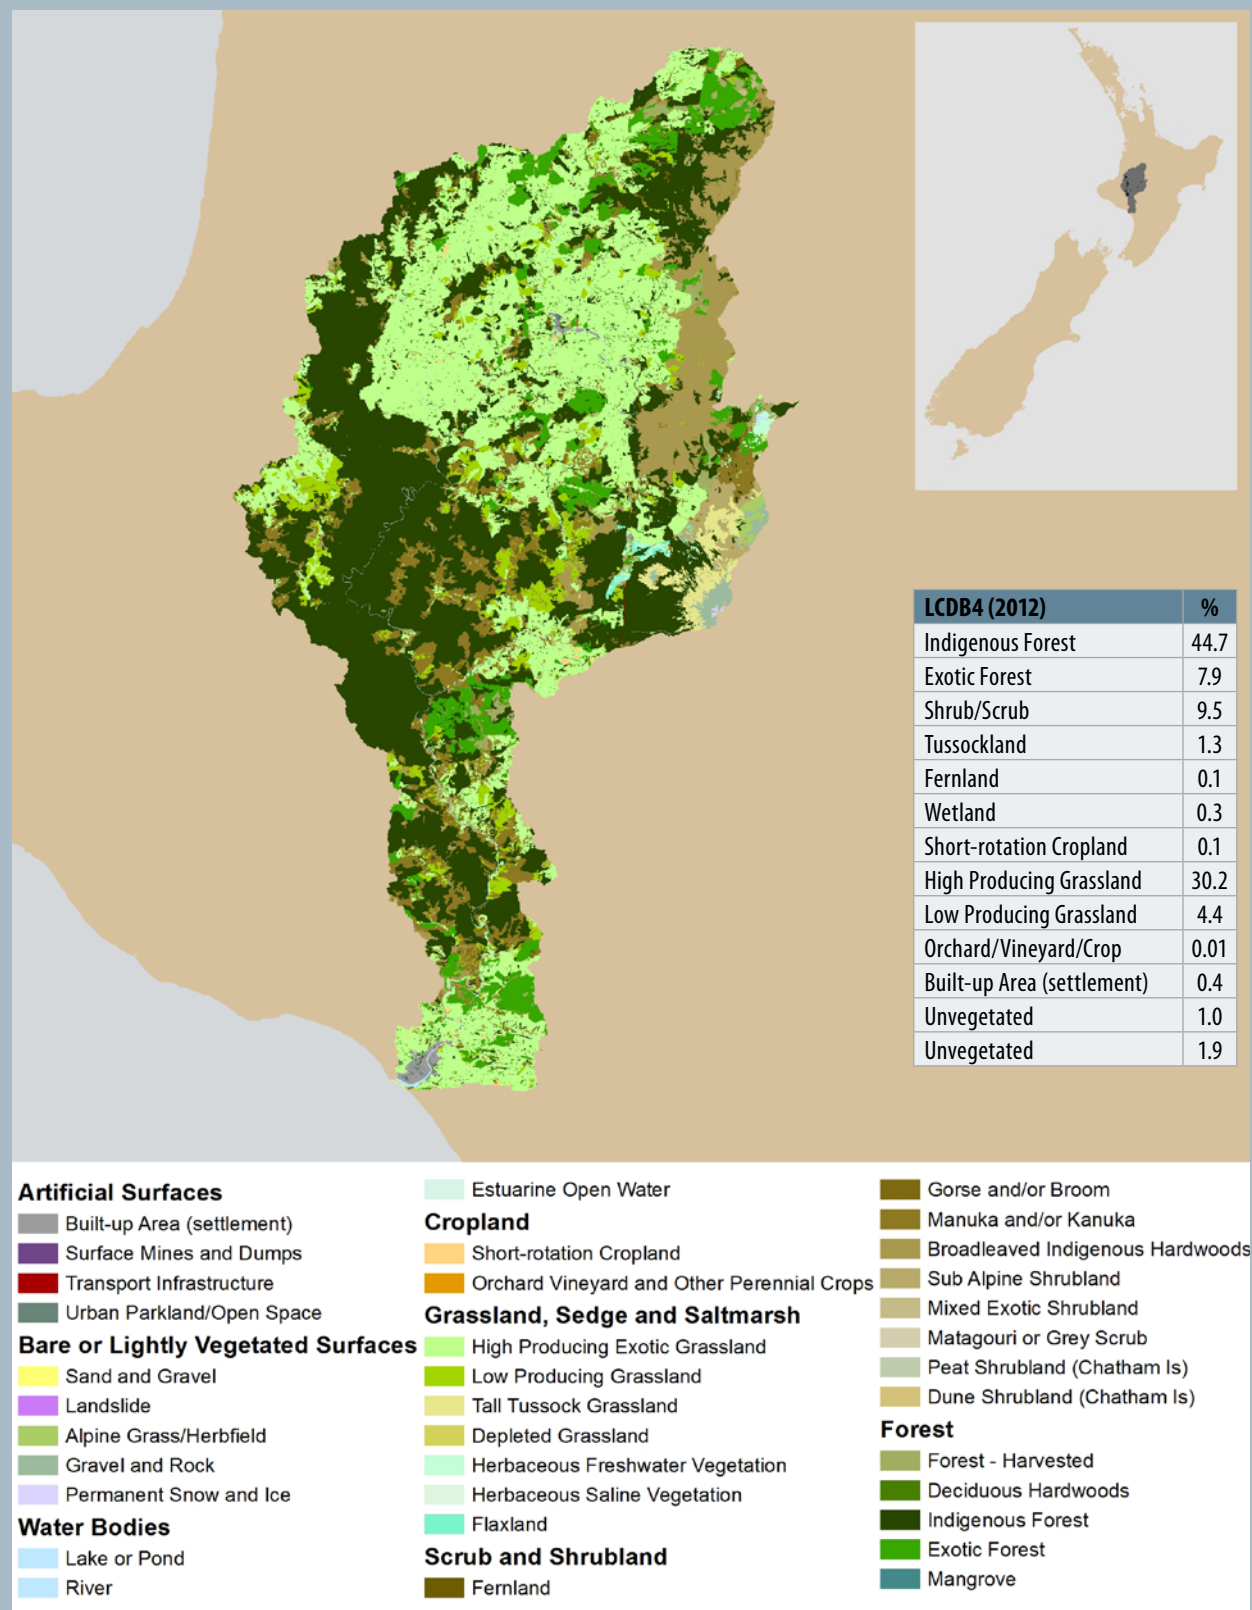 LCDB4 (2012) %
Indigenous Forest 44.7
Exotic Forest 7.9
Shrub/Scrub 9.5
Tussockland 1.3
Fernland 0.1
Wetland 0.3
Short-rotation Cropland 0.1
High Producing Grassland 30.2
Low Producing Grassland 4.4
Orchard/Vineyard/Crop 0.01
Built-up Area (settlement) 0.4
Unvegetated 1.0
Unvegetated 1.9
Artificial Surfaces
Built-up Area (settlement)
Surface Mines and Dumps
Transport Infrastructure
Urban Parkland/Open Space
Bare or Lightly Vegetated Surfaces
Sand and Gravel
Landslide
Alpine Grass/Herbfield
Gravel and Rock
Permanent Snow and Ice
Water Bodies
Lake or Pond
River
Estuarine Open Water
Cropland
Short-rotation Cropland
Orchard Vineyard and Other Perennial Crops
Grassland, Sedge and Saltmarsh
High Producing Exotic Grassland
Low Producing Grassland
Tall Tussock Grassland
Depleted Grassland
Herbaceous Freshwater Vegetation
Herbaceous Saline Vegetation
Flaxland
Scrub and Shrubland
Fernland
Gorse and/or Broom
Manuka and/or Kanuka
Broadleaved Indigenous Hardwoods
Sub Alpine Shrubland
Mixed Exotic Shrubland
Matagouri or Grey Scrub
Peat Shrubland (Chatham Is)
Dune Shrubland (Chatham Is)
Forest
Forest - Harvested
Deciduous Hardwoods
Indigenous Forest
Exotic Forest
Mangrove